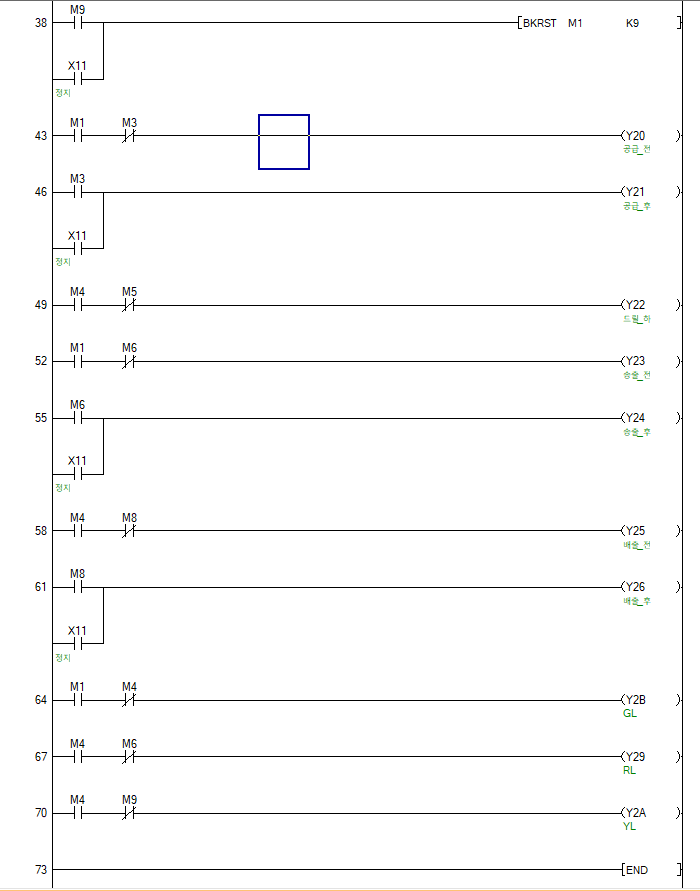 M9
38 BKRST M1 K9
X11
정지
M1 M3
43 Y20
공급_전
M3
46 Y21
공급_후
X11
정지
M4 M5
49 Y22
드릴_하
M1 M6
52 Y23
송출_전
M6
55 Y24
송출_후
X11
정지
M4 M8
58 Y25
배출_전
M8
61 Y26
배출_후
X11
정지
M1 M4
64 Y2B
GL
M4 M6
67 Y29
RL
M4 M9
70 Y2A
YL
73 END